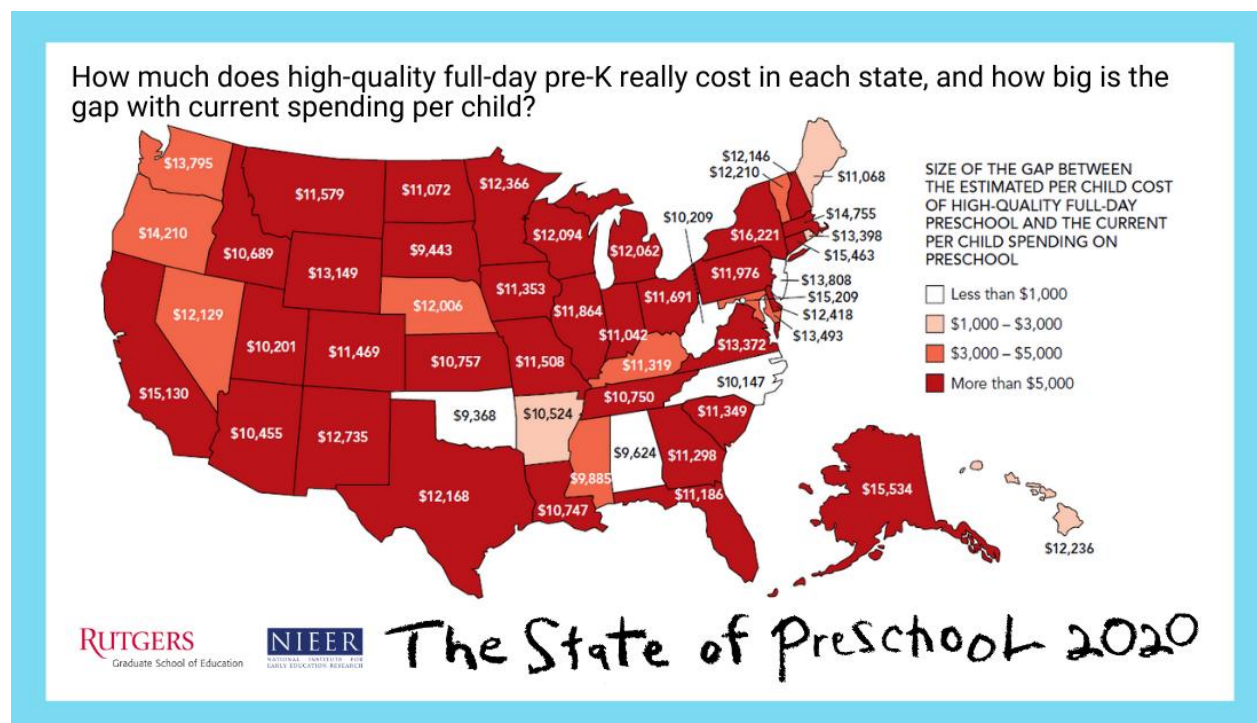 How much does high-quality full-day pre-K really cost in each state, and how big is the
gap with current spending per child?
$13,795
$14,210
$15,130
$12,129
$10,689
$11,579
$13,149
$10,201
$11,469
$10,455
$12,735
$11,072
$9,443
$12,006
$10,757
$9,368
$12,168
$12,366
$11,353
$11,508
$10,524
$10,747
$12,094
$11,864
$12,062
$11,042
$11,691
$11,319
$10,750
$9,885
$9,624
$11,298
$11,186
$11,349
$10,147
$13,372
$10,209
$11,976
$16,221
$12,146
$12,210
$11,068
$14,755
$13,398
$15,463
$13,808
$15,209
$12,418
$13,493
$15,534
$12,236
SIZE OF THE GAP BETWEEN
THE ESTIMATED PER CHILD COST
OF HIGH-QUALITY FULL-DAY
PRESCHOOL AND THE CURRENT
PER CHILD SPENDING ON
PRESCHOOL
Less than $1,000
$1,000 – $3,000
$3,000 – $5,000
More than $5,000
RUTGERS
Graduate School of Education
NIEER
NATIONAL INSTITUTE FOR
EARLY EDUCATION RESEARCH
The State of Preschool 2020